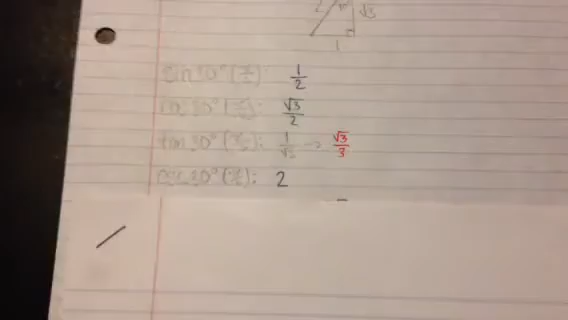 2 √3
1
sin 30° : 1/2
cos 30° : √3/2
tan 30° : 1/√3 → √3/3
csc 30° : 2